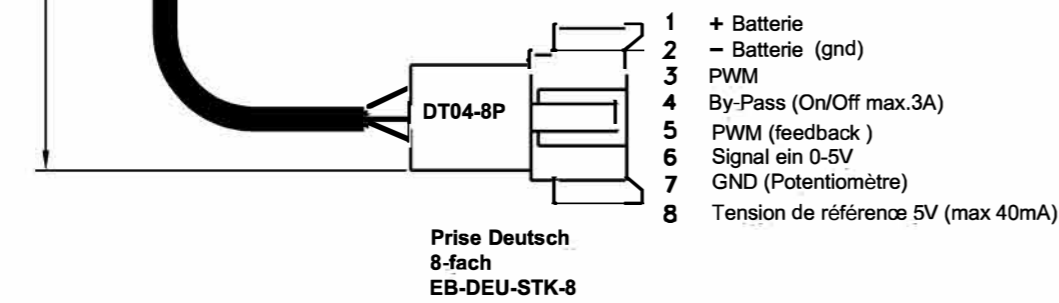 1 + Batterie
2 – Batterie (gnd)
3 PWM
4 By-Pass (On/Off max.3A)
5 PWM (feedback )
6 Signal ein 0-5V
7 GND (Potentiomètre)
8 Tension de référence 5V (max 40mA)
DT04-8P
Prise Deutsch
8-fach
EB-DEU-STK-8